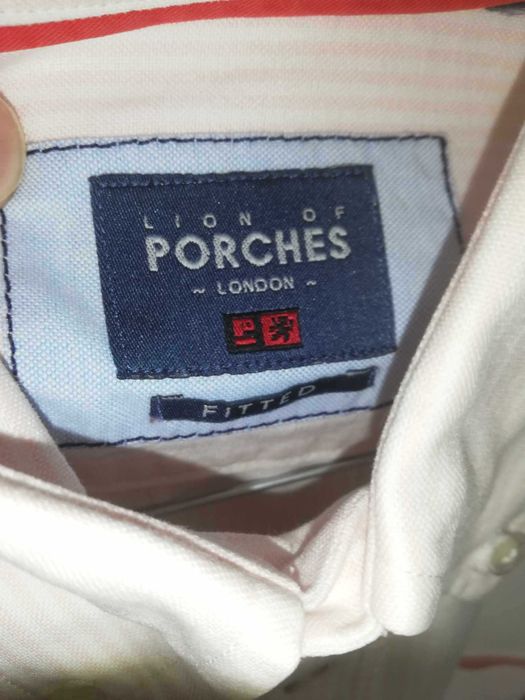 LION OF
PORCHES
~ LONDON ~
FITTED